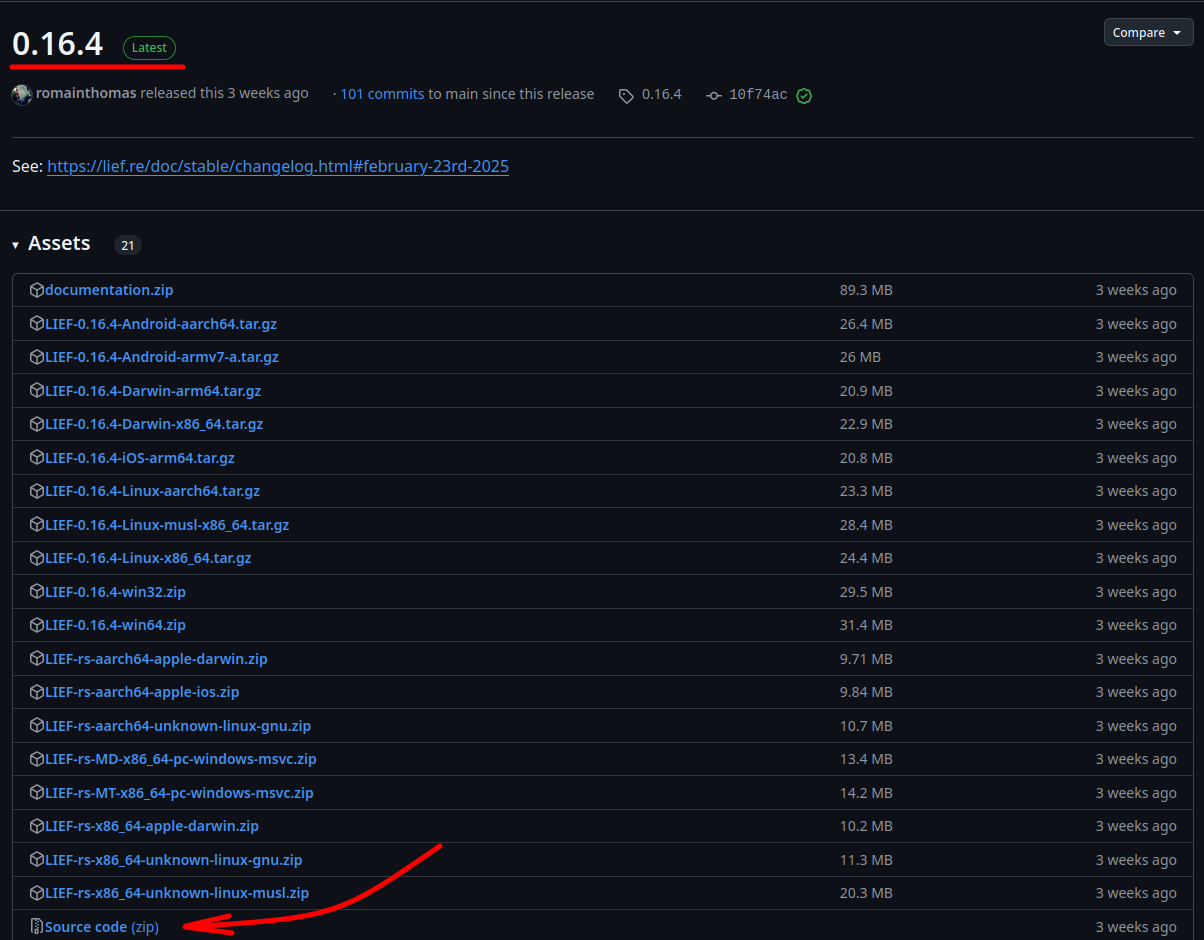 0.16.4 Latest Compare
romainthomas released this 3 weeks ago · 101 commits to main since this release 0.16.4 10f74ac
See: https://lief.re/doc/stable/changelog.html#february-23rd-2025
Assets 21
documentation.zip 89.3 MB 3 weeks ago
LIEF-0.16.4-Android-aarch64.tar.gz 26.4 MB 3 weeks ago
LIEF-0.16.4-Android-armv7-a.tar.gz 26 MB 3 weeks ago
LIEF-0.16.4-Darwin-arm64.tar.gz 20.9 MB 3 weeks ago
LIEF-0.16.4-Darwin-x86_64.tar.gz 22.9 MB 3 weeks ago
LIEF-0.16.4-iOS-arm64.tar.gz 20.8 MB 3 weeks ago
LIEF-0.16.4-Linux-aarch64.tar.gz 23.3 MB 3 weeks ago
LIEF-0.16.4-Linux-musl-x86_64.tar.gz 28.4 MB 3 weeks ago
LIEF-0.16.4-Linux-x86_64.tar.gz 24.4 MB 3 weeks ago
LIEF-0.16.4-win32.zip 29.5 MB 3 weeks ago
LIEF-0.16.4-win64.zip 31.4 MB 3 weeks ago
LIEF-rs-aarch64-apple-darwin.zip 9.71 MB 3 weeks ago
LIEF-rs-aarch64-apple-ios.zip 9.84 MB 3 weeks ago
LIEF-rs-aarch64-unknown-linux-gnu.zip 10.7 MB 3 weeks ago
LIEF-rs-MD-x86_64-pc-windows-msvc.zip 13.4 MB 3 weeks ago
LIEF-rs-MT-x86_64-pc-windows-msvc.zip 14.2 MB 3 weeks ago
LIEF-rs-x86_64-apple-darwin.zip 10.2 MB 3 weeks ago
LIEF-rs-x86_64-unknown-linux-gnu.zip 11.3 MB 3 weeks ago
LIEF-rs-x86_64-unknown-linux-musl.zip 20.3 MB 3 weeks ago
Source code (zip) 3 weeks ago